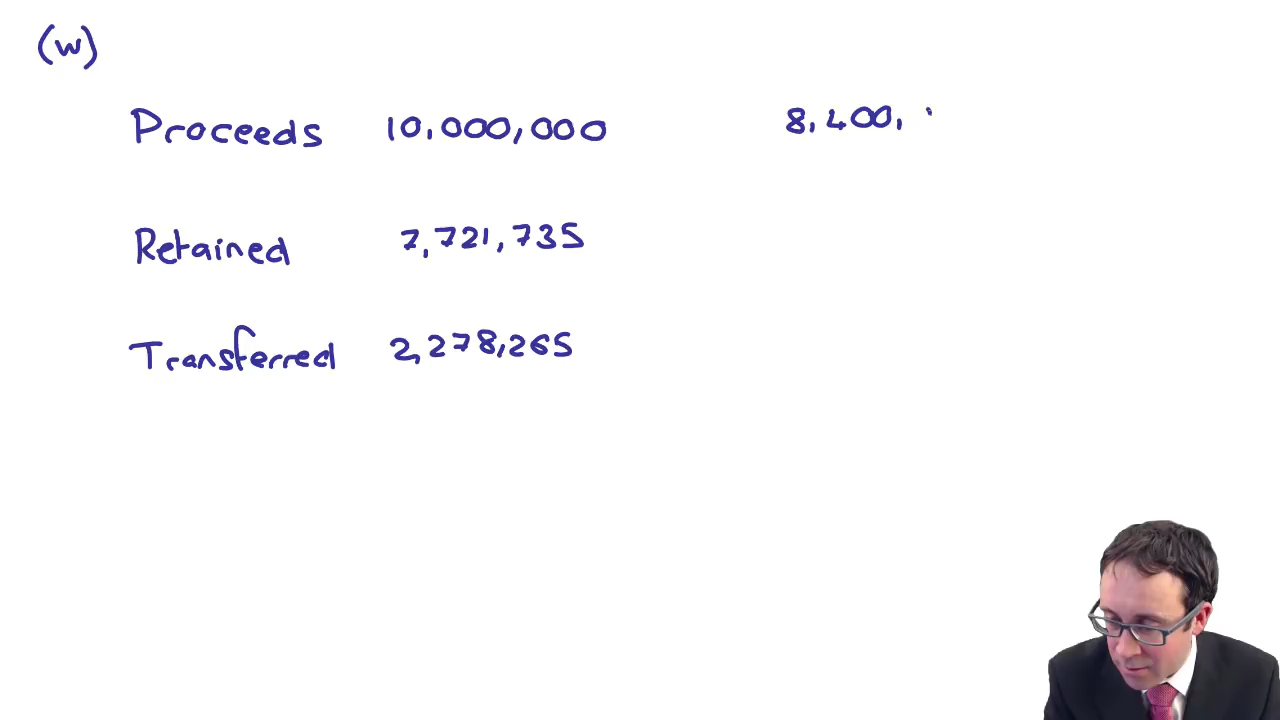 (w)
Proceeds 10,000,000 8,400,
Retained 7,721,735
Transferred 2,278,265